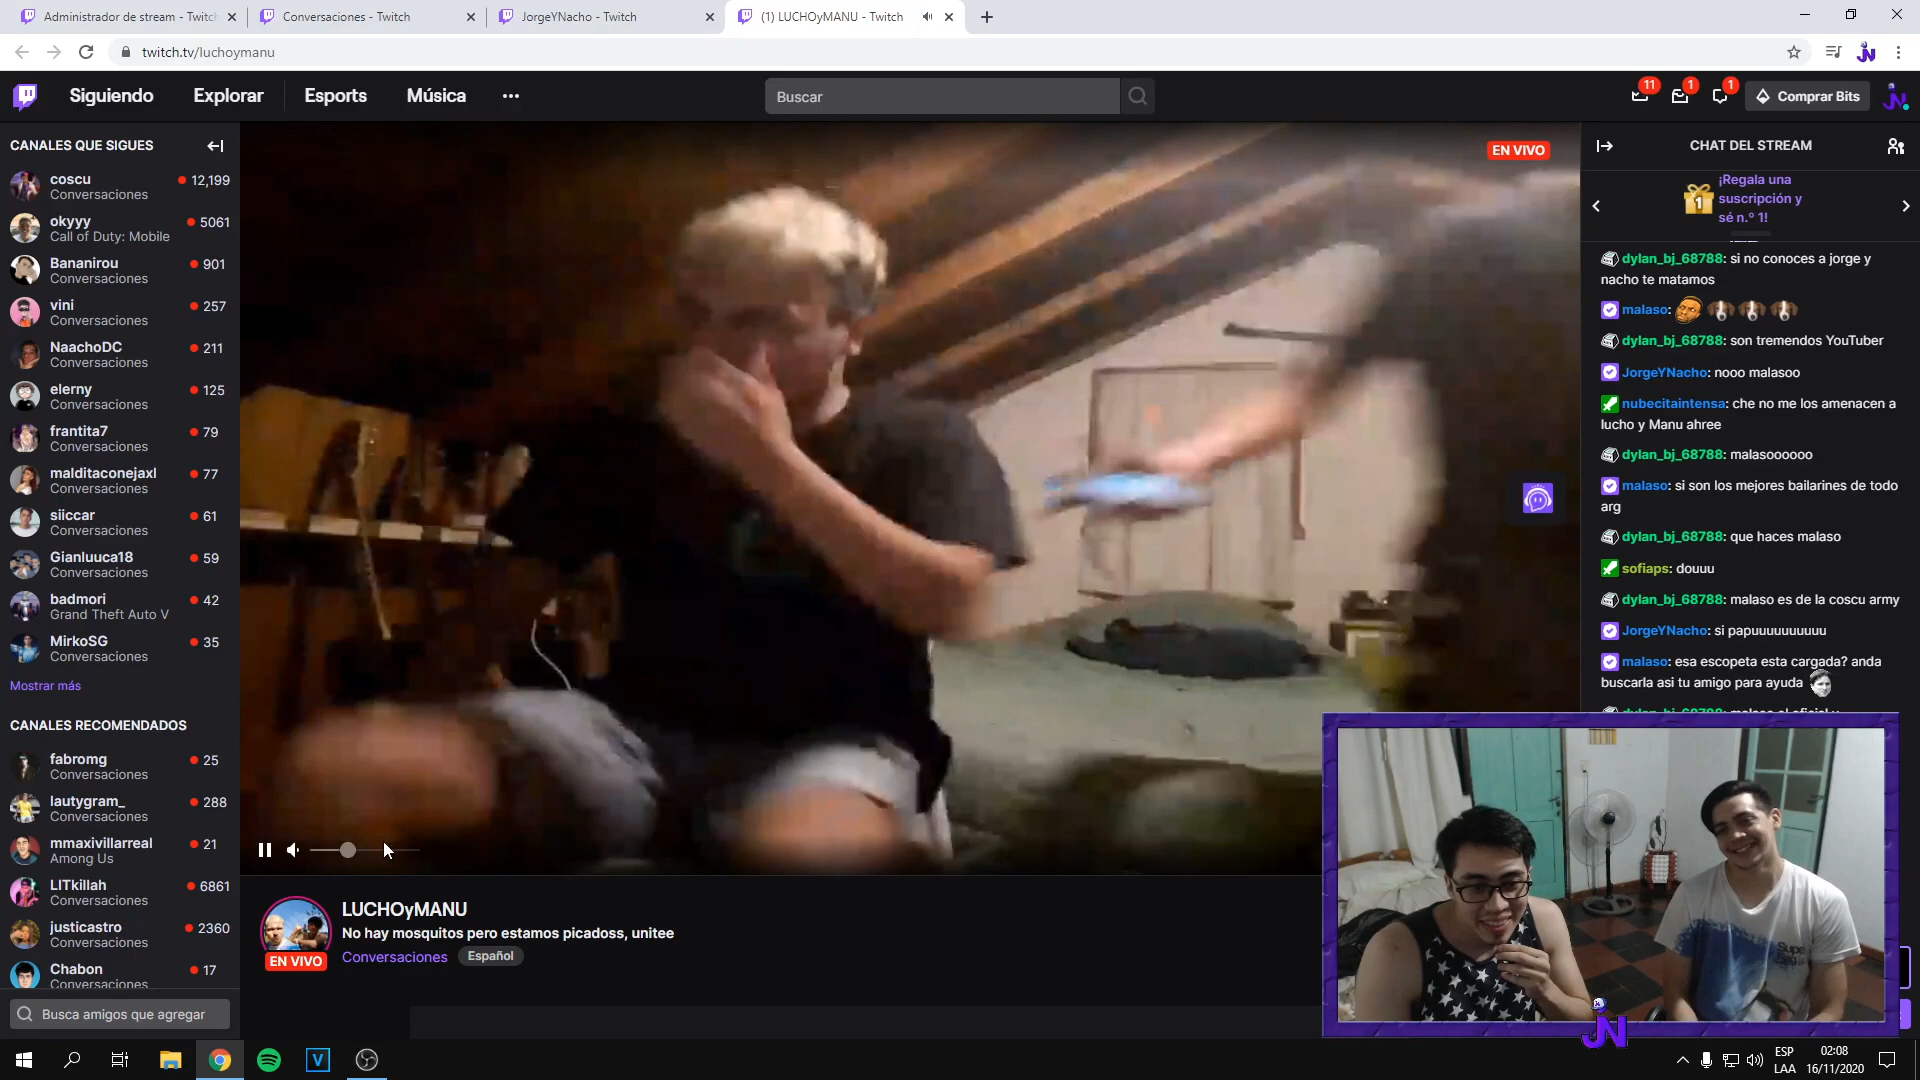 Administrador de stream - Twitch
Conversaciones - Twitch
JorgeYNacho - Twitch
(1) LUCHOyMANU - Twitch
twitch.tv/luchoymanu
Siguiendo
Explorar
Esports
Música
Buscar
11
1
1
Comprar Bits
CANALES QUE SIGUES
coscu
12,199
Conversaciones
okyyy
5061
Call of Duty: Mobile
Bananirou
901
Conversaciones
vini
257
Conversaciones
NaachoDC
211
Conversaciones
elerny
125
Conversaciones
frantita7
79
Conversaciones
malditaconejaxl
77
Conversaciones
siiccar
61
Conversaciones
Gianluuca18
59
Conversaciones
badmori
42
Grand Theft Auto V
MirkoSG
35
Conversaciones
Mostrar más
CANALES RECOMENDADOS
fabromg
25
Conversaciones
lautygram_
288
Conversaciones
mmaxivillarreal
21
Among Us
LITkillah
6861
Conversaciones
justicastro
2360
Conversaciones
Chabon
17
Conversaciones
Busca amigos que agregar
EN VIVO
LUCHOyMANU
No hay mosquitos pero estamos picadoss, unitee
EN VIVO
Conversaciones
Español
CHAT DEL STREAM
1
¡Regala una
suscripción y
sé n.º 1!
dylan_bj_68788: si no conoces a jorge y
nacho te matamos
malaso:
dylan_bj_68788: son tremendos YouTuber
JorgeYNacho: nooo malasoo
nubecitaintensa: che no me los amenacen a
lucho y Manu ahree
dylan_bj_68788: malasoooooo
malaso: si son los mejores bailarines de todo
arg
dylan_bj_68788: que haces malaso
sofiaps: douuu
dylan_bj_68788: malaso es de la coscu army
JorgeYNacho: si papuuuuuuuuuu
malaso: esa escopeta esta cargada? anda
buscarla asi tu amigo para ayuda
JN
ESP
LAA
02:08
16/11/2020